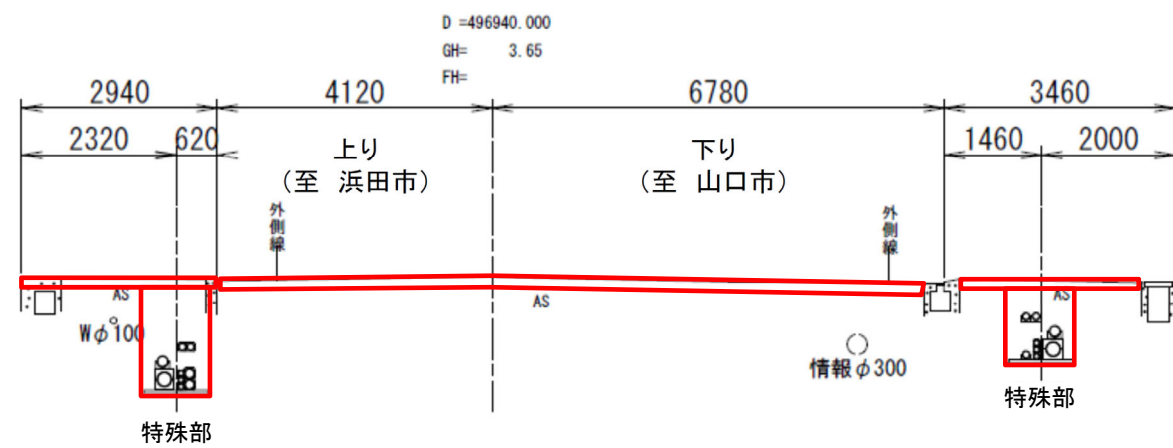 D =496940.000
GH= 3.65
FH=
2940 4120 6780 3460
2320 620 1460 2000
上り 下り
（至 浜田市） （至 山口市）
外側線 外側線
AS AS AS
Wφ100
情報φ300
特殊部 特殊部